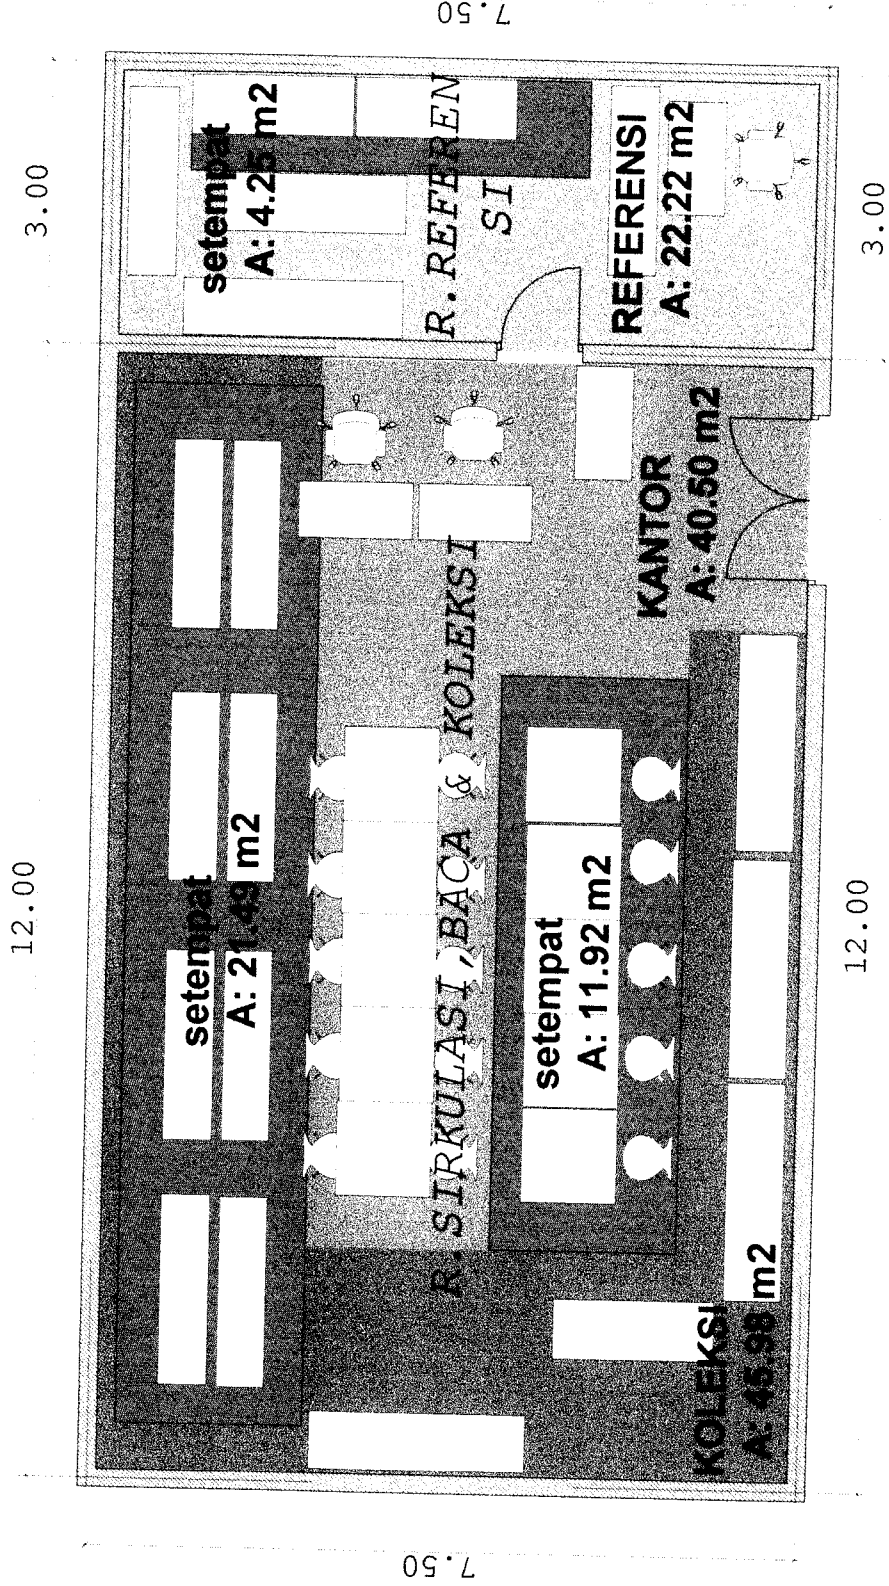 7.50
3.00
3.00
setempat
A: 4.25 m2
R.REFEREN
SI
REFERENSI
A: 22.22 m2
KANTOR
A: 40.50 m2
R.SIRKULASI,BACA & KOLEKSI
setempat
A: 21.49 m2
setempat
A: 11.92 m2
12.00
12.00
KOLEKSI
A: 45.98 m2
7.50